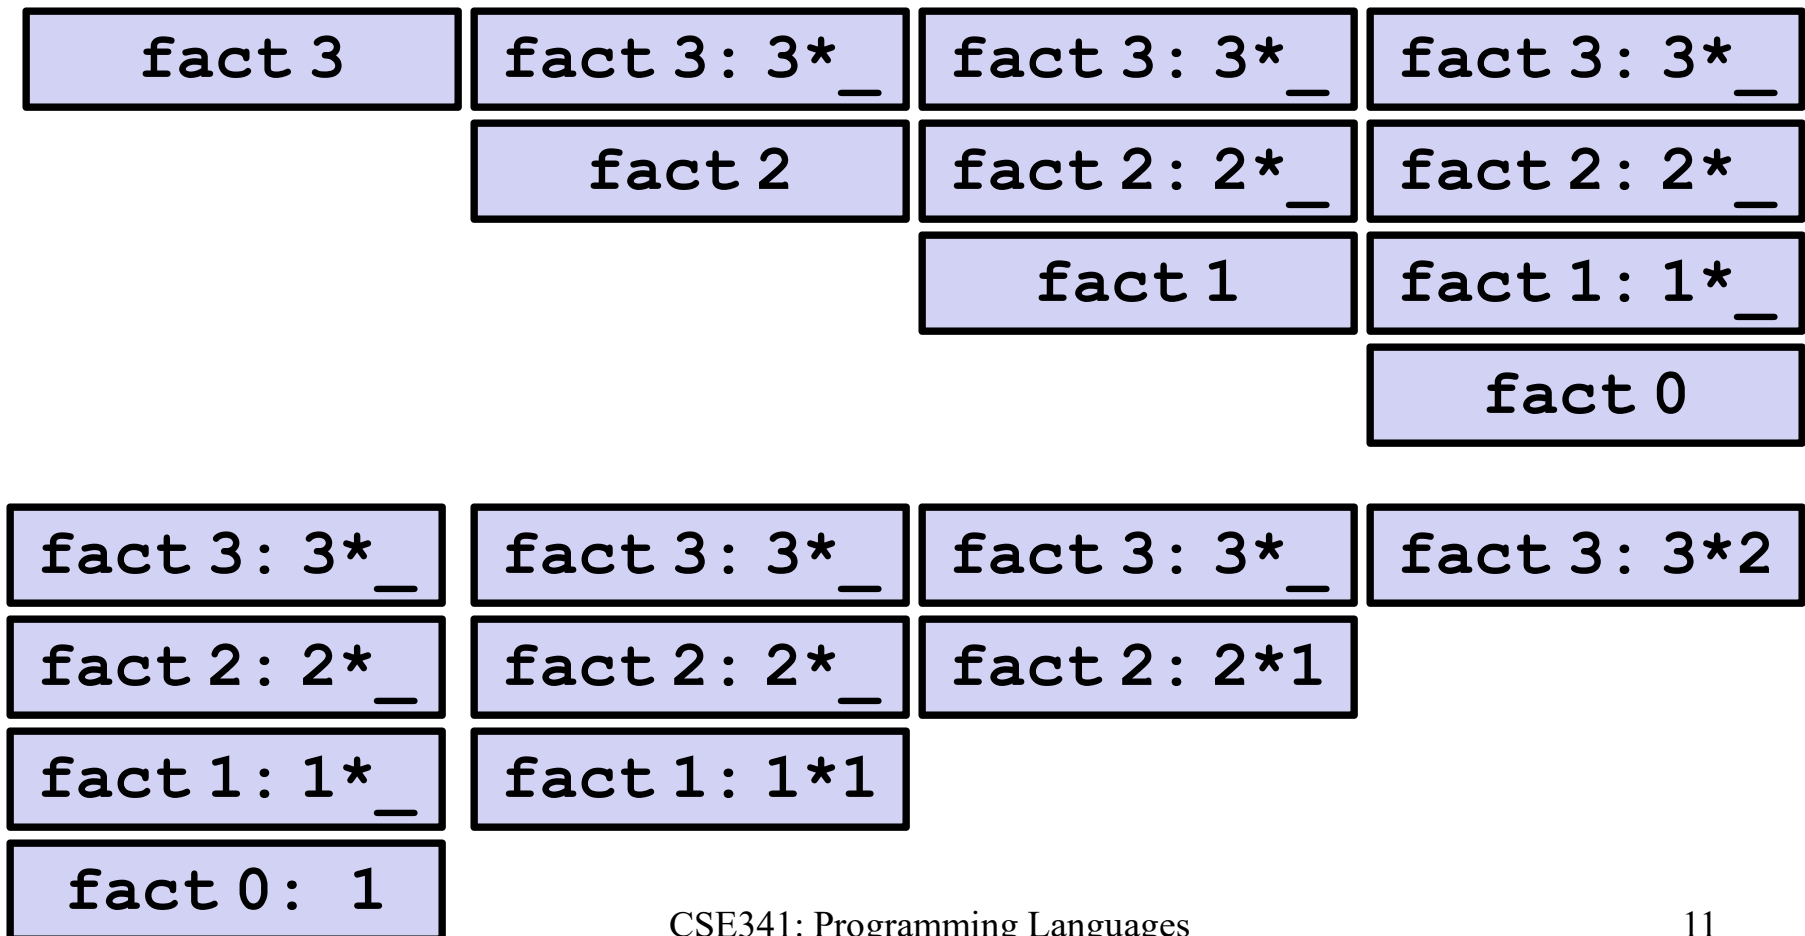 fact 3 fact 3: 3*_ fact 3: 3*_ fact 3: 3*_
fact 2 fact 2: 2*_ fact 2: 2*_
fact 1 fact 1: 1*_
fact 0
fact 3: 3*_ fact 3: 3*_ fact 3: 3*_ fact 3: 3*2
fact 2: 2*_ fact 2: 2*_ fact 2: 2*1
fact 1: 1*_ fact 1: 1*1
fact 0: 1
CSE341: Programming Languages 11